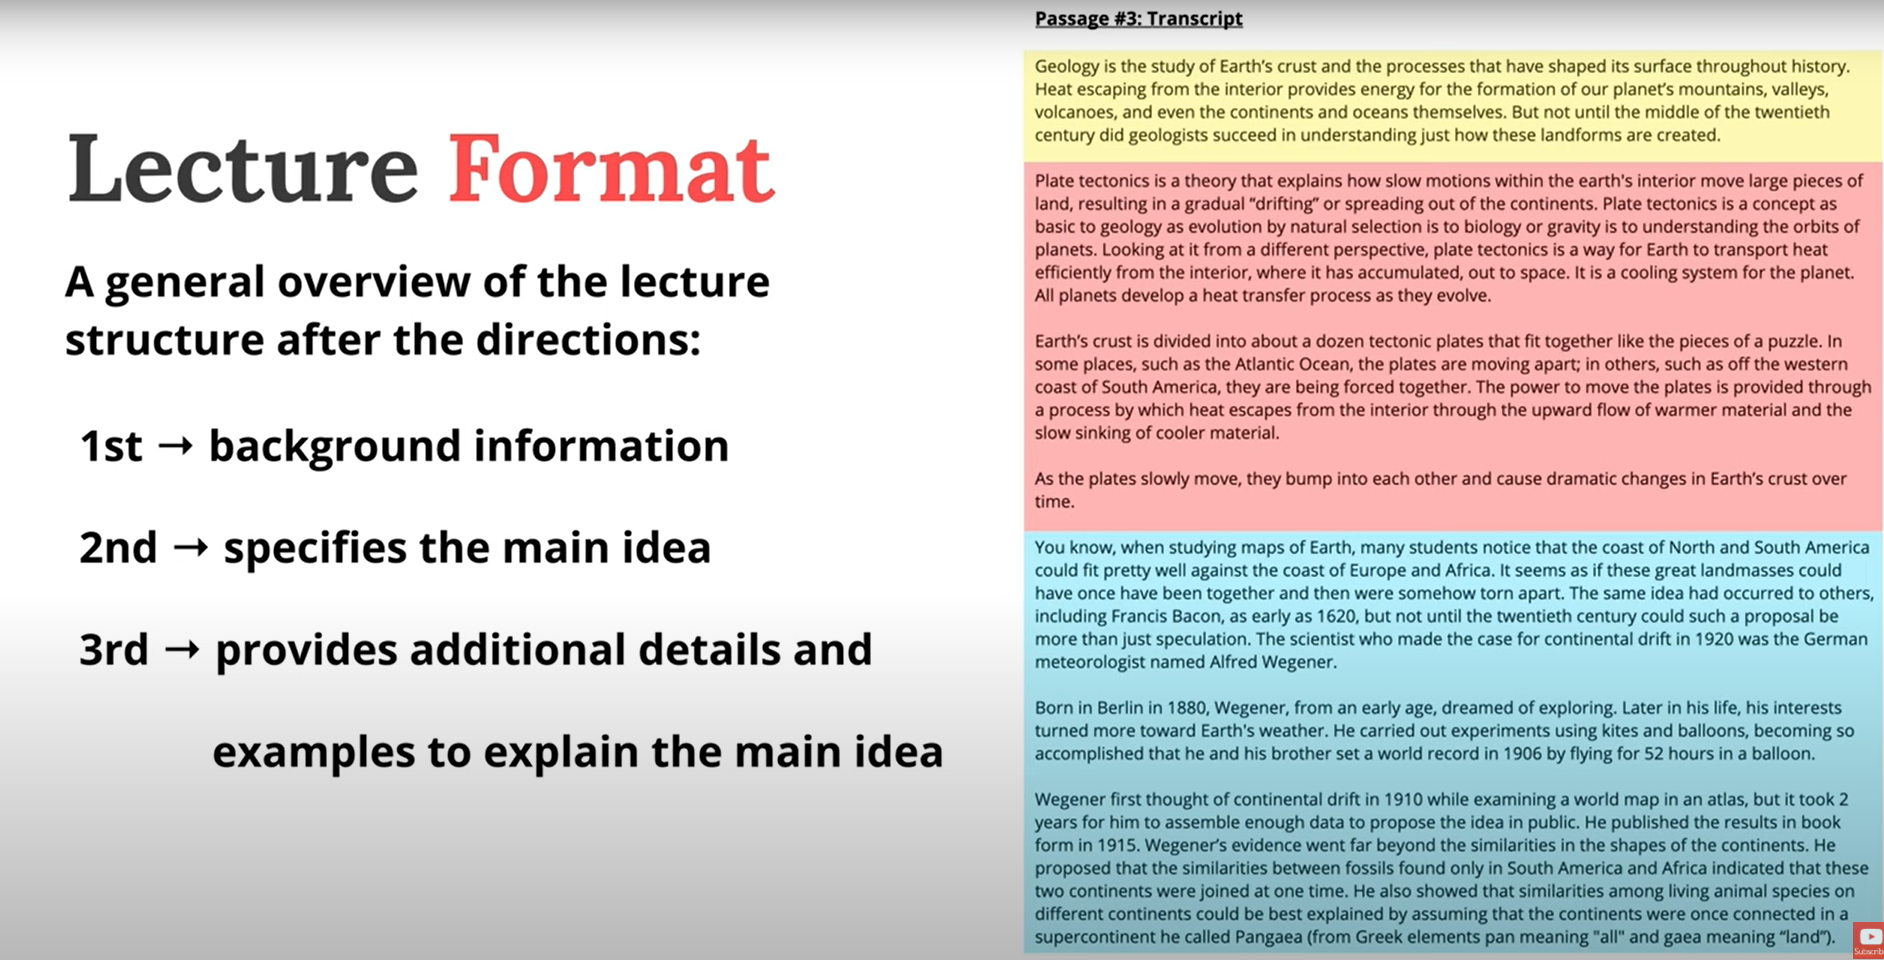 Lecture Format
A general overview of the lecture
structure after the directions:
1st → background information
2nd → specifies the main idea
3rd → provides additional details and
examples to explain the main idea
Passage #3: Transcript
Geology is the study of Earth's crust and the processes that have shaped its surface throughout history.
Heat escaping from the interior provides energy for the formation of our planet's mountains, valleys,
volcanoes, and even the continents and oceans themselves. But not until the middle of the twentieth
century did geologists succeed in understanding just how these landforms are created.
Plate tectonics is a theory that explains how slow motions within the earth's interior move large pieces of
land, resulting in a gradual “drifting” or spreading out of the continents. Plate tectonics is a concept as
basic to geology as evolution by natural selection is to biology or gravity is to understanding the orbits of
planets. Looking at it from a different perspective, plate tectonics is a way for Earth to transport heat
efficiently from the interior, where it has accumulated, out to space. It is a cooling system for the planet.
All planets develop a heat transfer process as they evolve.
Earth's crust is divided into about a dozen tectonic plates that fit together like the pieces of a puzzle. In
some places, such as the Atlantic Ocean, the plates are moving apart; in others, such as off the western
coast of South America, they are being forced together. The power to move the plates is provided through
a process by which heat escapes from the interior through the upward flow of warmer material and the
slow sinking of cooler material.
As the plates slowly move, they bump into each other and cause dramatic changes in Earth's crust over
time.
You know, when studying maps of Earth, many students notice that the coast of North and South America
could fit pretty well against the coast of Europe and Africa. It seems as if these great landmasses could
have once have been together and then were somehow torn apart. The same idea had occurred to others,
including Francis Bacon, as early as 1620, but not until the twentieth century could such a proposal be
more than just speculation. The scientist who made the case for continental drift in 1920 was the German
meteorologist named Alfred Wegener.
Born in Berlin in 1880, Wegener, from an early age, dreamed of exploring. Later in his life, his interests
turned more toward Earth's weather. He carried out experiments using kites and balloons, becoming so
accomplished that he and his brother set a world record in 1906 by flying for 52 hours in a balloon.
Wegener first thought of continental drift in 1910 while examining a world map in an atlas, but it took 2
years for him to assemble enough data to propose the idea in public. He published the results in book
form in 1915. Wegener's evidence went far beyond the similarities in the shapes of the continents. He
proposed that the similarities between fossils found only in South America and Africa indicated that these
two continents were joined at one time. He also showed that similarities among living animal species on
different continents could be best explained by assuming that the continents were once connected in a
supercontinent he called Pangaea (from Greek elements pan meaning "all" and gaea meaning “land”).
Subscrib